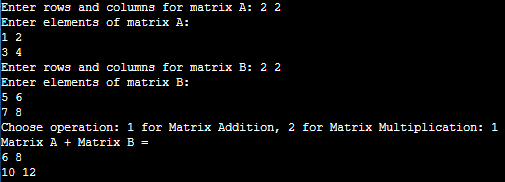 Enter rows and columns for matrix A: 2 2
Enter elements of matrix A:
1 2
3 4
Enter rows and columns for matrix B: 2 2
Enter elements of matrix B:
5 6
7 8
Choose operation: 1 for Matrix Addition, 2 for Matrix Multiplication: 1
Matrix A + Matrix B =
6 8
10 12